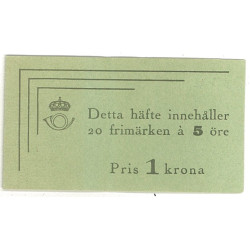 Detta häfte innehåller
20 frimärken à 5 öre
Pris 1 krona